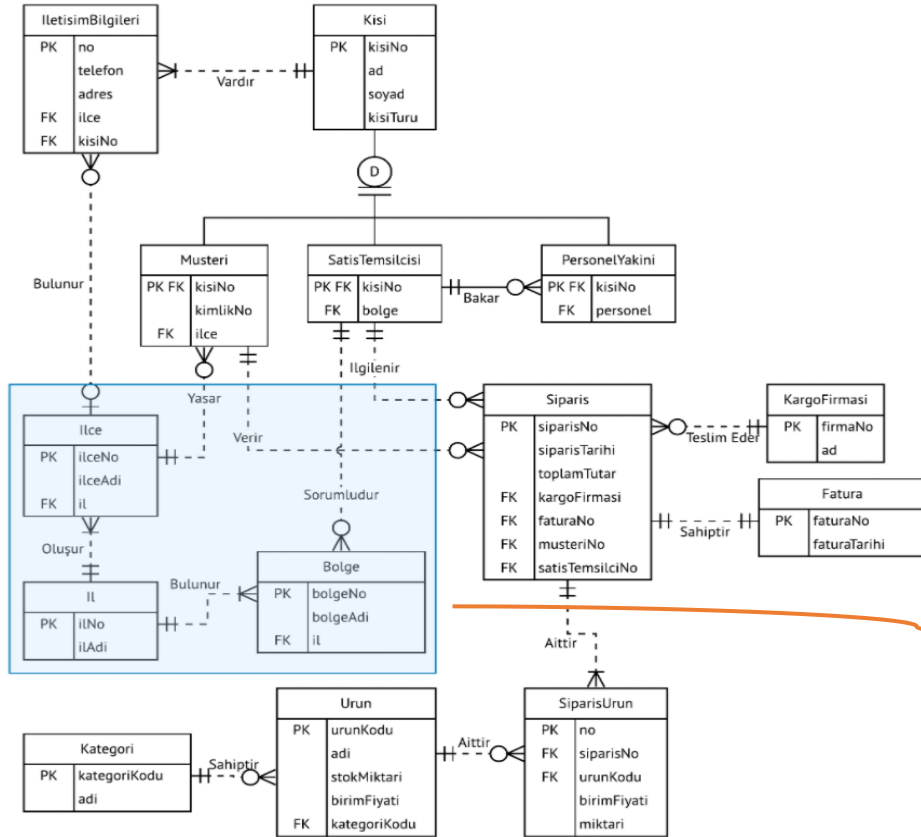 IletisimBilgileri
PK no
telefon
adres
FK ilce
FK kisiNo
Kisi
PK kisiNo
ad
soyad
kisiTuru
Vardır
D
Bulunur
Musteri
PK FK kisiNo
kimlikNo
FK ilce
SatisTemsilcisi
PK FK kisiNo
FK bolge
Bakar
PersonelYakini
PK FK kisiNo
FK personel
Yaşar
Verir
Ilgilenir
Sorumludur
Ilce
PK ilceNo
ilceAdi
FK il
Oluşur
Il
PK ilNo
ilAdi
Bulunur
Bolge
PK bolgeNo
bolgeAdi
FK il
Siparis
PK siparisNo
siparisTarihi
toplamTutar
FK kargoFirmasi
FK faturaNo
FK musteriNo
FK satisTemsilciNo
Teslim Eder
KargoFirmasi
PK firmaNo
ad
Sahiptir
Fatura
PK faturaNo
faturaTarihi
Aittir
Kategori
PK kategoriKodu
adi
Sahiptir
Urun
PK urunKodu
adi
stokMiktari
birimFiyati
FK kategoriKodu
Aittir
SiparisUrun
PK no
FK siparisNo
FK urunKodu
birimFiyati
miktari